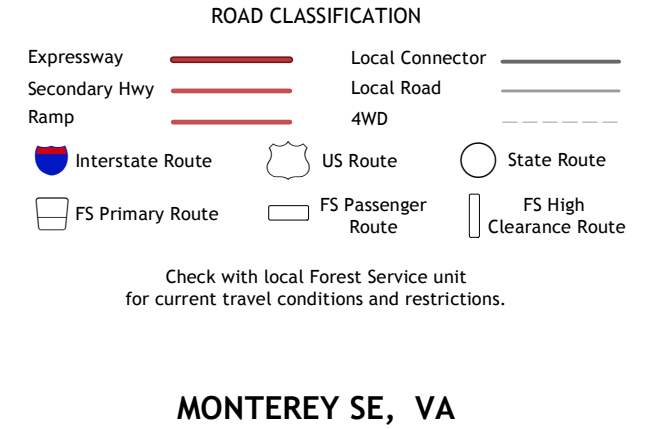 ROAD CLASSIFICATION
Expressway
Local Connector
Secondary Hwy
Local Road
Ramp
4WD
Interstate Route
US Route
State Route
FS Primary Route
FS Passenger
Route
FS High
Clearance Route
Check with local Forest Service unit
for current travel conditions and restrictions.
MONTEREY SE, VA